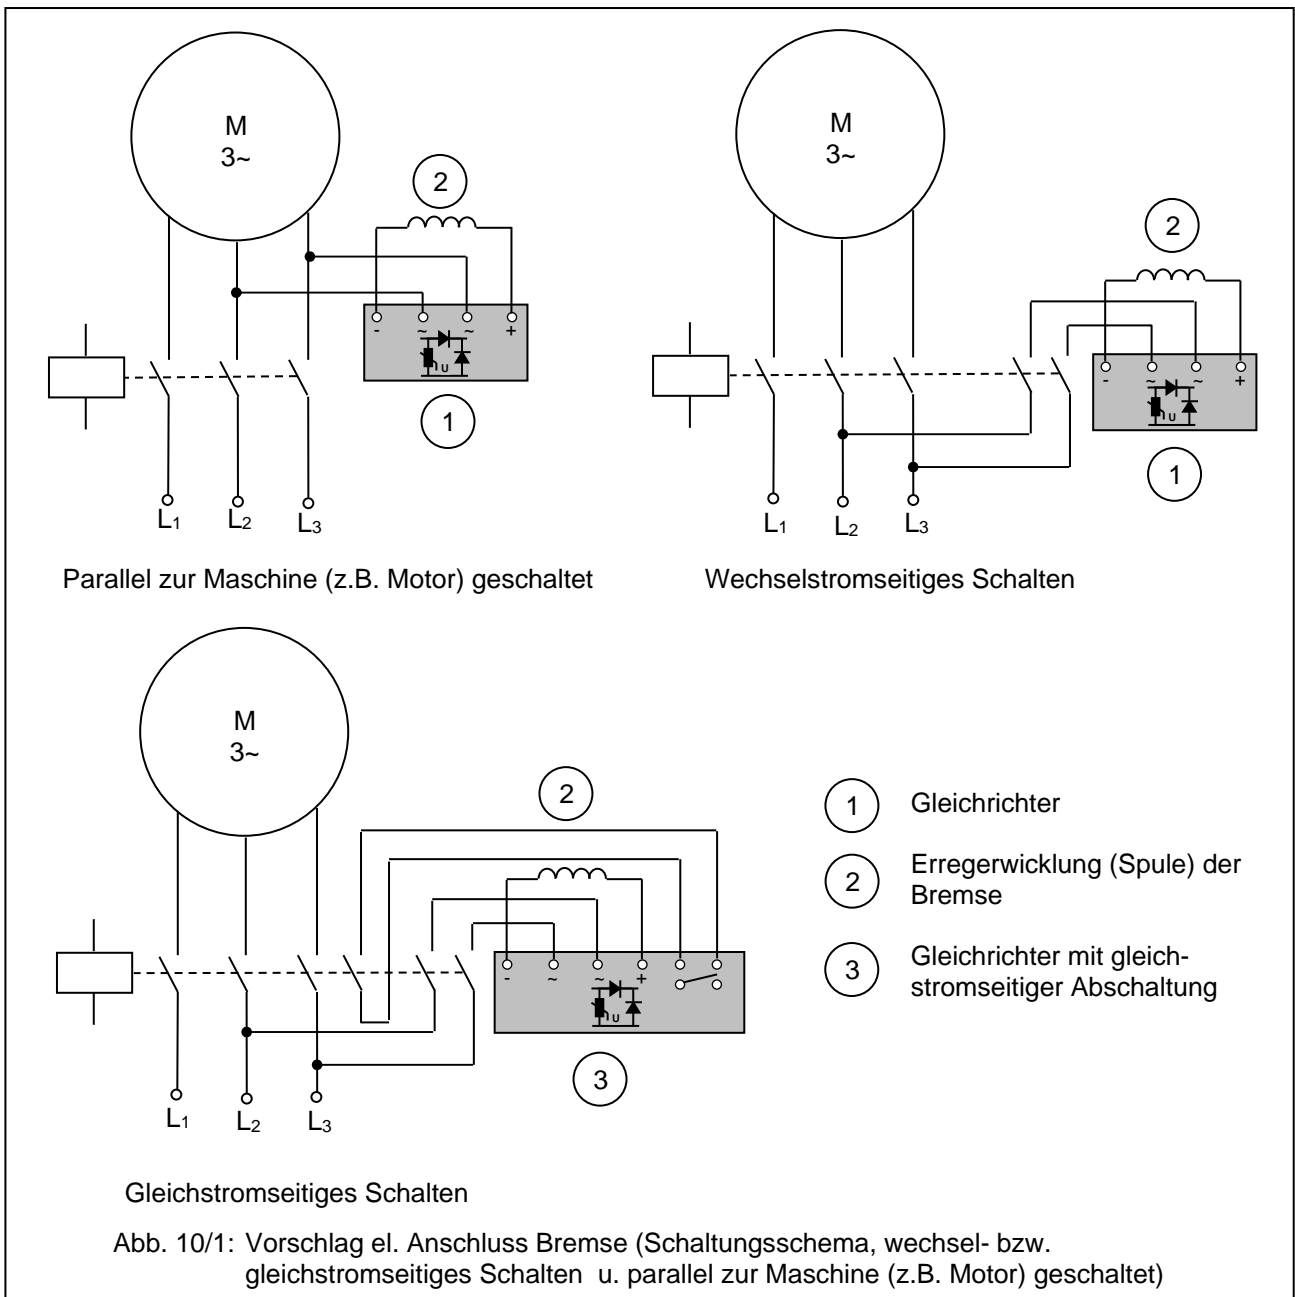 M
3~
2
- ~ ~ +
U
1
L1 L2 L3
Parallel zur Maschine (z.B. Motor) geschaltet
M
3~
2
- ~ ~ +
U
1
L1 L2 L3
Wechselstromseitiges Schalten
M
3~
2
- ~ ~ +
U
3
L1 L2 L3
Gleichstromseitiges Schalten
1 Gleichrichter
2 Erregerwicklung (Spule) der
Bremse
3 Gleichrichter mit gleich-
stromseitiger Abschaltung
Abb. 10/1: Vorschlag el. Anschluss Bremse (Schaltungsschema, wechsel- bzw.
gleichstromseitiges Schalten u. parallel zur Maschine (z.B. Motor) geschaltet)